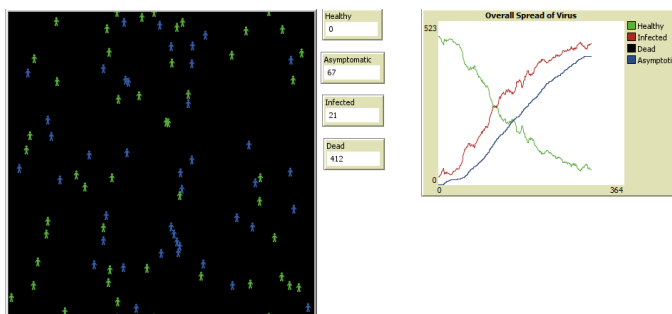 Healthy
0
Asymptomatic
67
Infected
21
Dead
412
Overall Spread of Virus
523
0
0
364
Healthy
Infected
Dead
Asymptoti